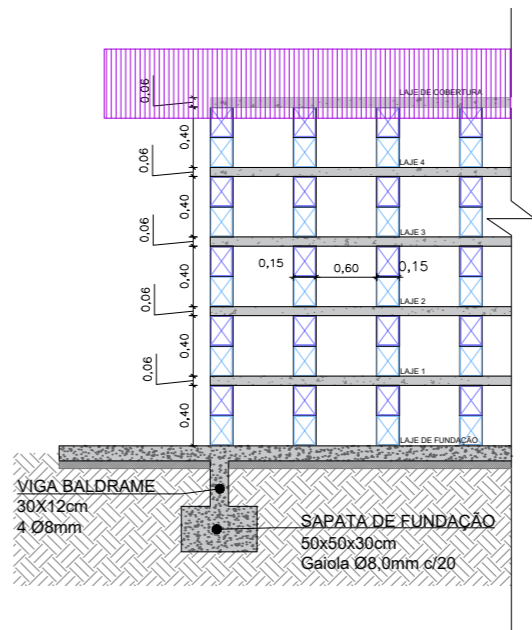 LAJE DE COBERTURA
0,06
0,40
LAJE 4
0,06
0,40
LAJE 3
0,06
0,15
0,60
0,15
0,40
LAJE 2
0,06
0,40
LAJE 1
0,06
0,40
LAJE DE FUNDAÇÃO
VIGA BALDRAME
30X12cm
4 Ø8mm
SAPATA DE FUNDAÇÃO
50x50x30cm
Gaiola Ø8,0mm c/20